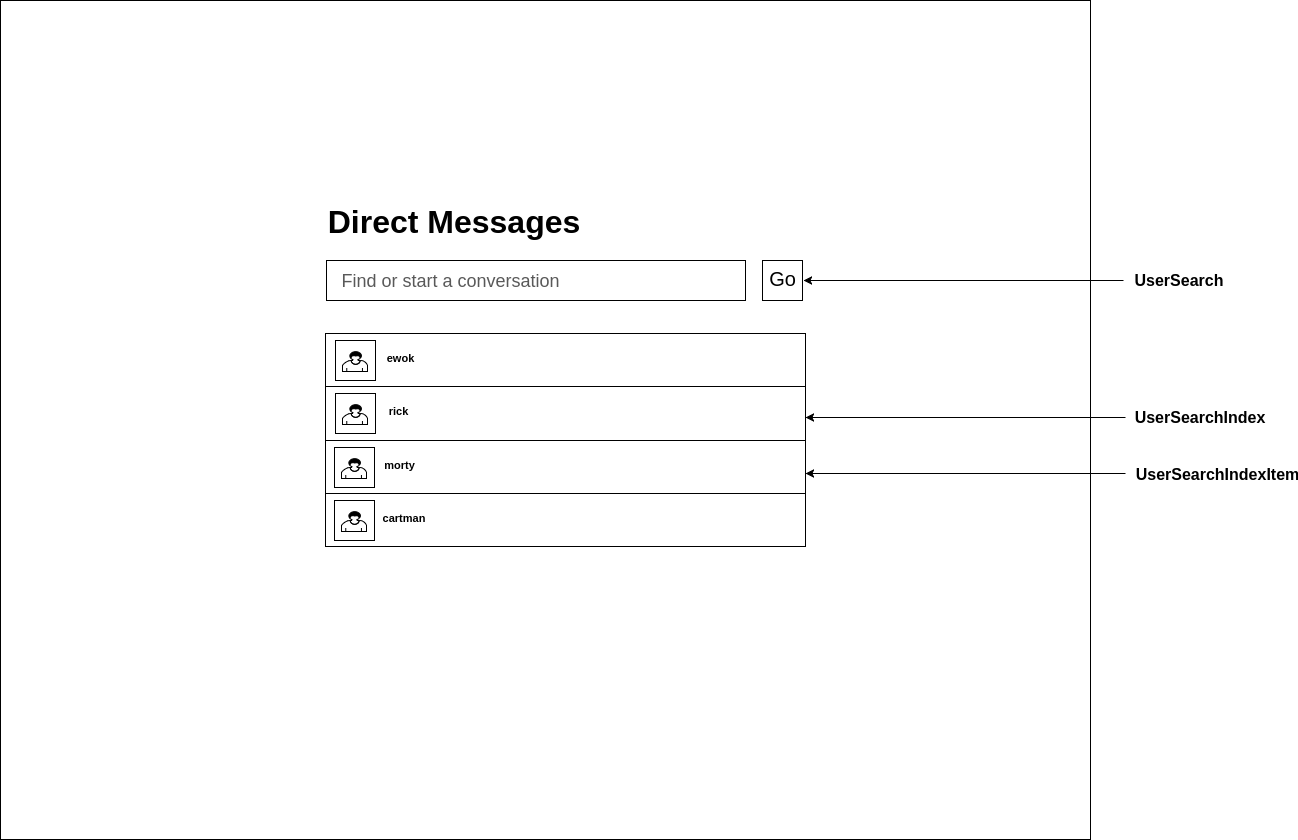 Direct Messages
Find or start a conversation
Go
UserSearch
ewok
rick
UserSearchIndex
morty
UserSearchIndexItem
cartman